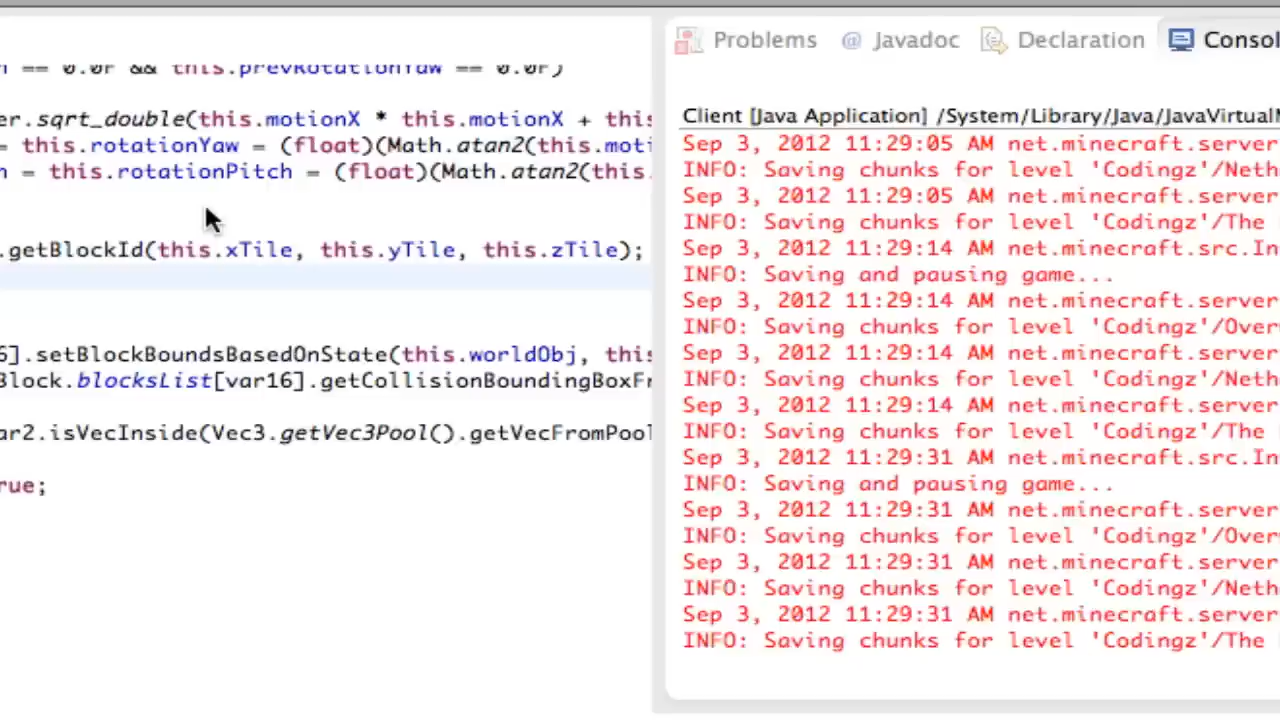 == 0.0F && this.prevRotationYaw == 0.0F)
er.sqrt_double(this.motionX * this.motionX + this
= this.rotationYaw = (float)(Math.atan2(this.moti
h = this.rotationPitch = (float)(Math.atan2(this.
.getBlockId(this.xTile, this.yTile, this.zTile);
6].setBlockBoundsBasedOnState(this.worldObj, this
Block.blocksList[var16].getCollisionBoundingBoxFr
ar2.isVecInside(Vec3.getVec3Pool().getVecFromPool
rue;
Problems @ Javadoc Declaration Consol
Client [Java Application] /System/Library/Java/JavaVirtualM
Sep 3, 2012 11:29:05 AM net.minecraft.server
INFO: Saving chunks for level 'Codingz'/Neth
Sep 3, 2012 11:29:05 AM net.minecraft.server
INFO: Saving chunks for level 'Codingz'/The
Sep 3, 2012 11:29:14 AM net.minecraft.src.In
INFO: Saving and pausing game...
Sep 3, 2012 11:29:14 AM net.minecraft.server
INFO: Saving chunks for level 'Codingz'/Over
Sep 3, 2012 11:29:14 AM net.minecraft.server
INFO: Saving chunks for level 'Codingz'/Neth
Sep 3, 2012 11:29:14 AM net.minecraft.server
INFO: Saving chunks for level 'Codingz'/The
Sep 3, 2012 11:29:31 AM net.minecraft.src.In
INFO: Saving and pausing game...
Sep 3, 2012 11:29:31 AM net.minecraft.server
INFO: Saving chunks for level 'Codingz'/Over
Sep 3, 2012 11:29:31 AM net.minecraft.server
INFO: Saving chunks for level 'Codingz'/Neth
Sep 3, 2012 11:29:31 AM net.minecraft.server
INFO: Saving chunks for level 'Codingz'/The